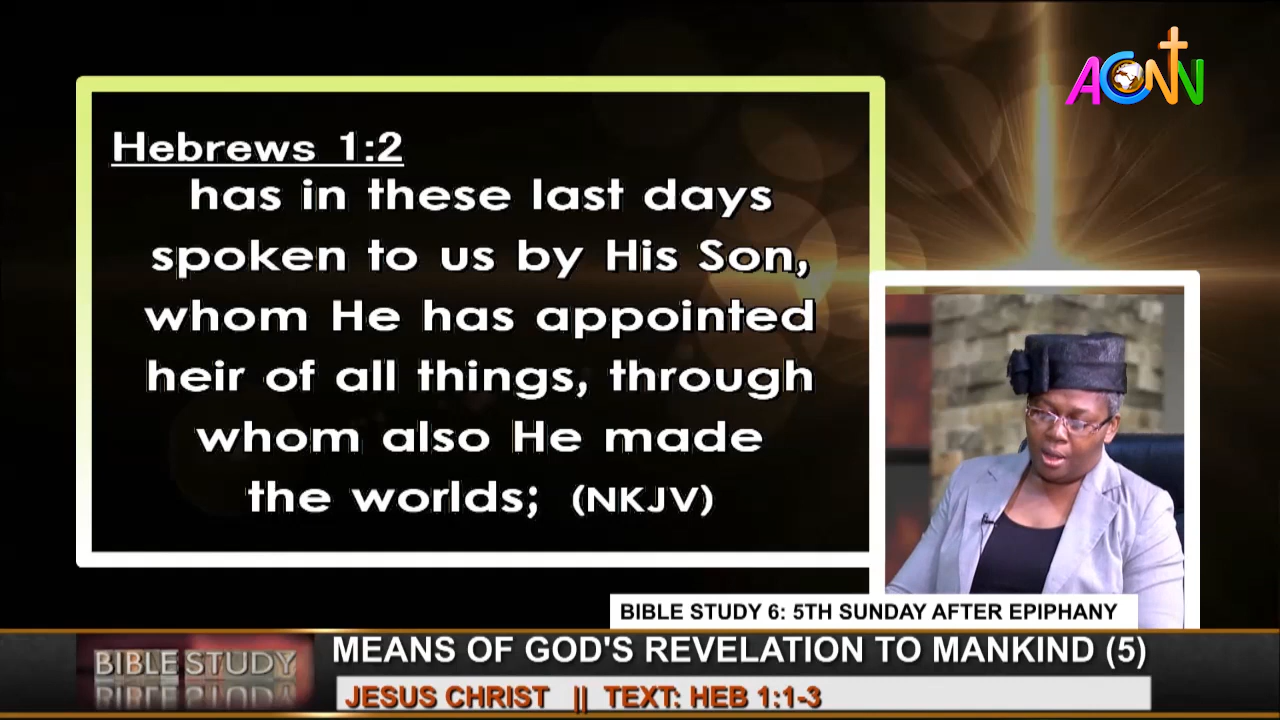 ACNN
Hebrews 1:2
has in these last days
spoken to us by His Son,
whom He has appointed
heir of all things, through
whom also He made
the worlds; (NKJV)
BIBLE STUDY 6: 5TH SUNDAY AFTER EPIPHANY
BIBLE STUDY
MEANS OF GOD'S REVELATION TO MANKIND (5)
JESUS CHRIST || TEXT: HEB 1:1-3